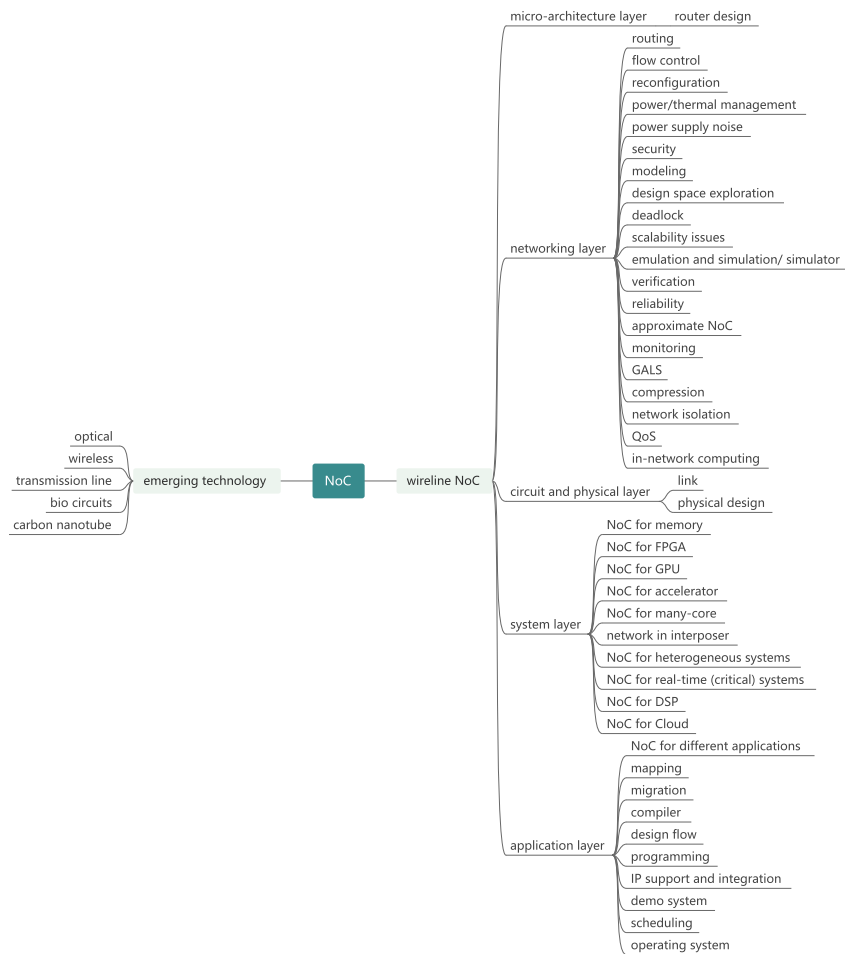 micro-architecture layer
router design
routing
flow control
reconfiguration
power/thermal management
power supply noise
security
modeling
design space exploration
deadlock
scalability issues
networking layer
emulation and simulation/ simulator
verification
reliability
approximate NoC
monitoring
GALS
compression
network isolation
QoS
in-network computing
optical
wireless
transmission line
bio circuits
carbon nanotube
emerging technology
NoC
wireline NoC
circuit and physical layer
link
physical design
NoC for memory
NoC for FPGA
NoC for GPU
NoC for accelerator
NoC for many-core
system layer
network in interposer
NoC for heterogeneous systems
NoC for real-time (critical) systems
NoC for DSP
NoC for Cloud
NoC for different applications
mapping
migration
compiler
design flow
application layer
programming
IP support and integration
demo system
scheduling
operating system